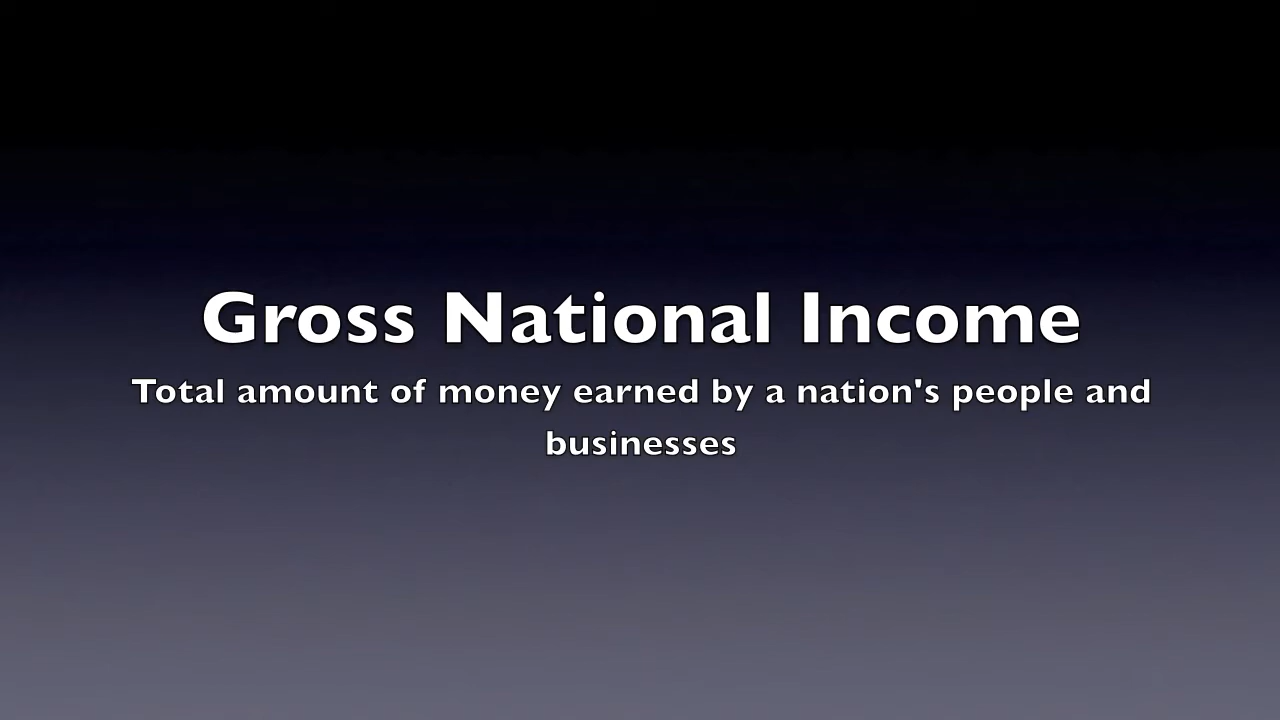 Gross National Income
Total amount of money earned by a nation's people and
businesses